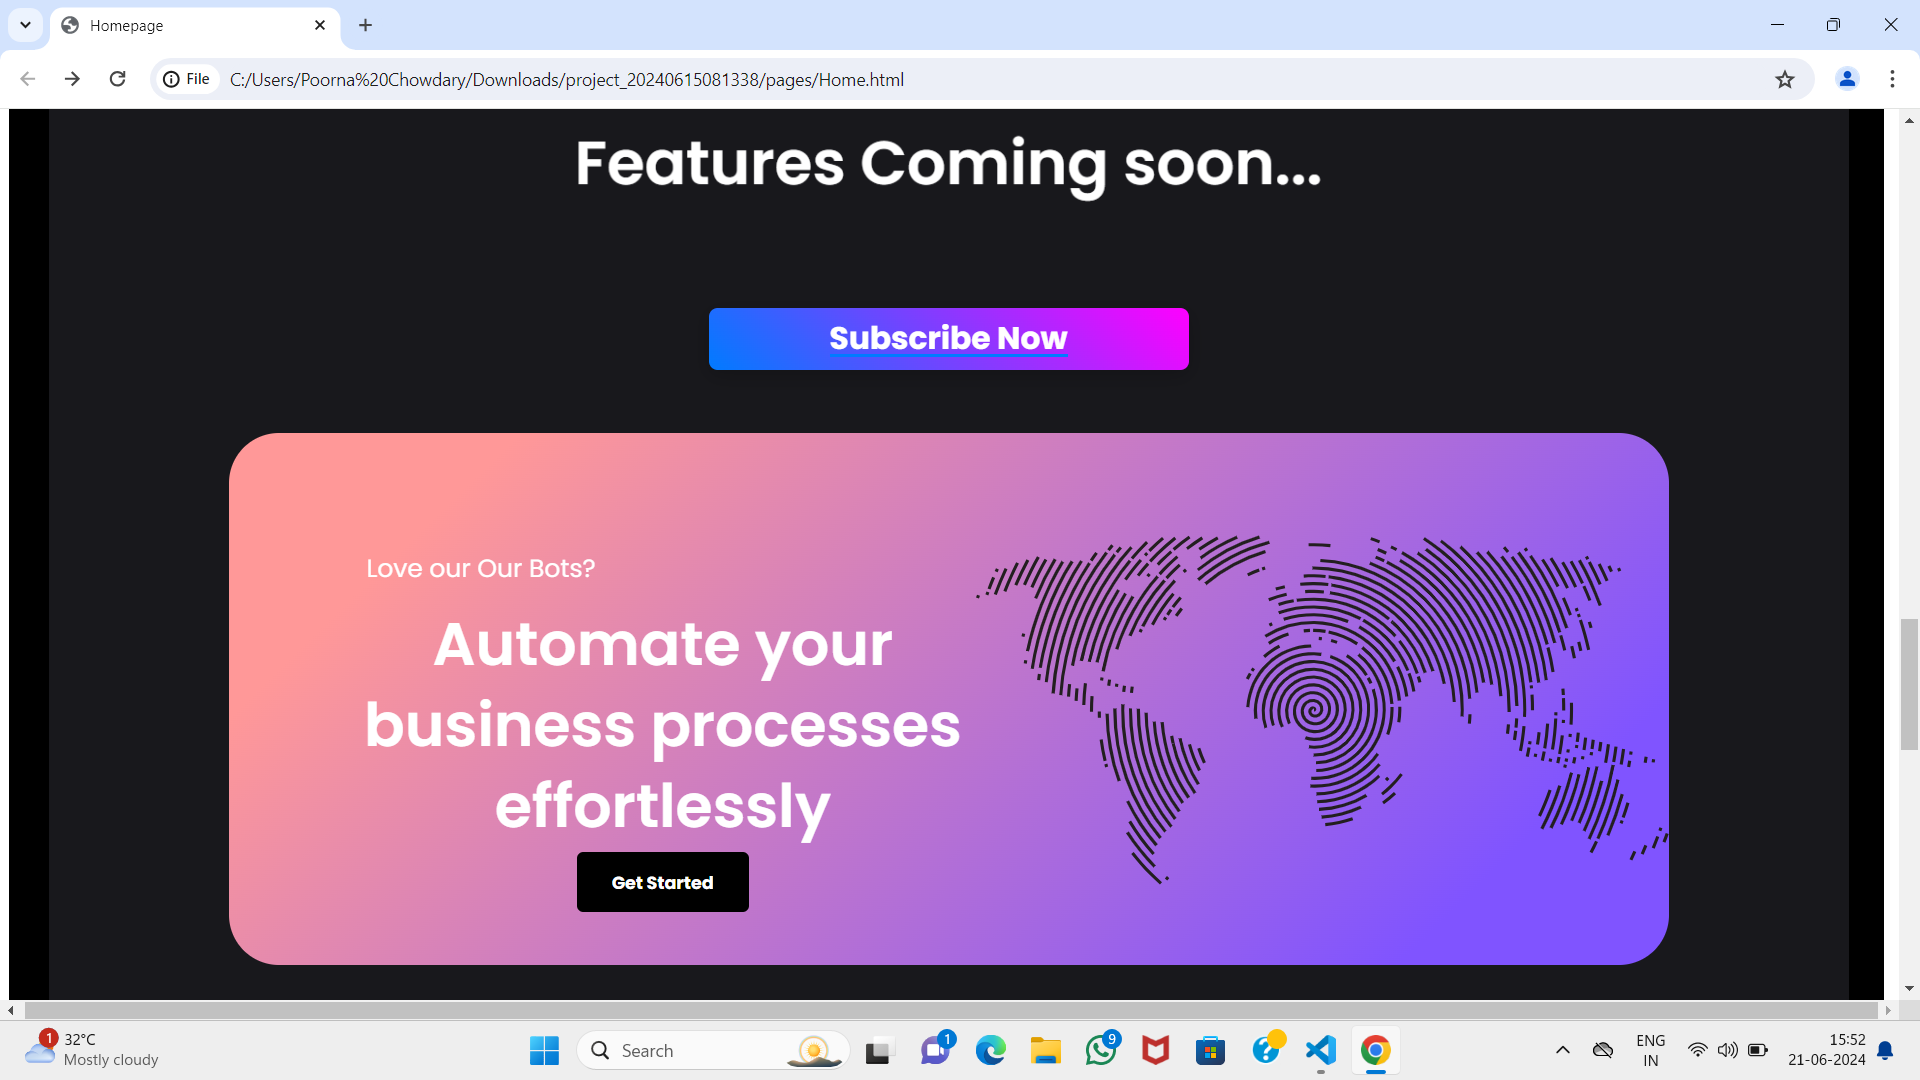 Homepage
File
C:/Users/Poorna%20Chowdary/Downloads/project_20240615081338/pages/Home.html
Features Coming soon...
Subscribe Now
Love our Our Bots?
Automate your
business processes
effortlessly
Get Started
1
32°C
Mostly cloudy
Search
1
9
?
ENG
IN
15:52
21-06-2024